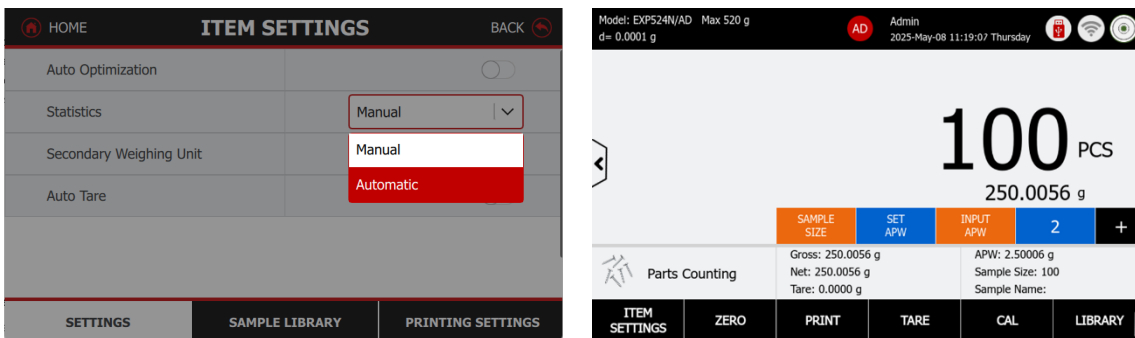 HOME ITEM SETTINGS BACK
Auto Optimization
Statistics Manual
Manual
Secondary Weighing Unit
Automatic
Auto Tare
SETTINGS SAMPLE LIBRARY PRINTING SETTINGS
Model: EXP524N/AD Max 520 g
d= 0.0001 g
AD
Admin
2025-May-08 11:19:07 Thursday
100 PCS
250.0056 g
SAMPLE SIZE
SET APW
INPUT APW
2
+
Parts Counting
Gross: 250.0056 g
Net: 250.0056 g
Tare: 0.0000 g
APW: 2.50006 g
Sample Size: 100
Sample Name:
ITEM SETTINGS
ZERO
PRINT
TARE
CAL
LIBRARY